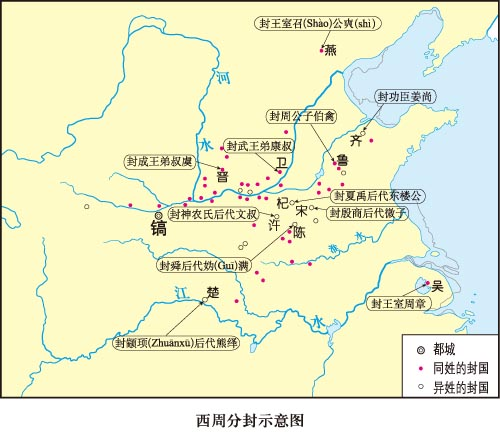 封王室召(Shào)公奭(shì)
燕
河
封功臣姜尚
封周公子伯禽
齐
水
封武王弟康叔
鲁
封成王弟叔虞
晋
卫
封夏禹后代东楼公
杞
宋
封殷商后代微子
封神农氏后代文叔
许
镐
陈
淮
水
封舜后代妫(Guī)满
吴
江
楚
封王室周章
水
封颛顼(Zhuānxū)后代熊绎
都城
同姓的封国
异姓的封国
西周分封示意图